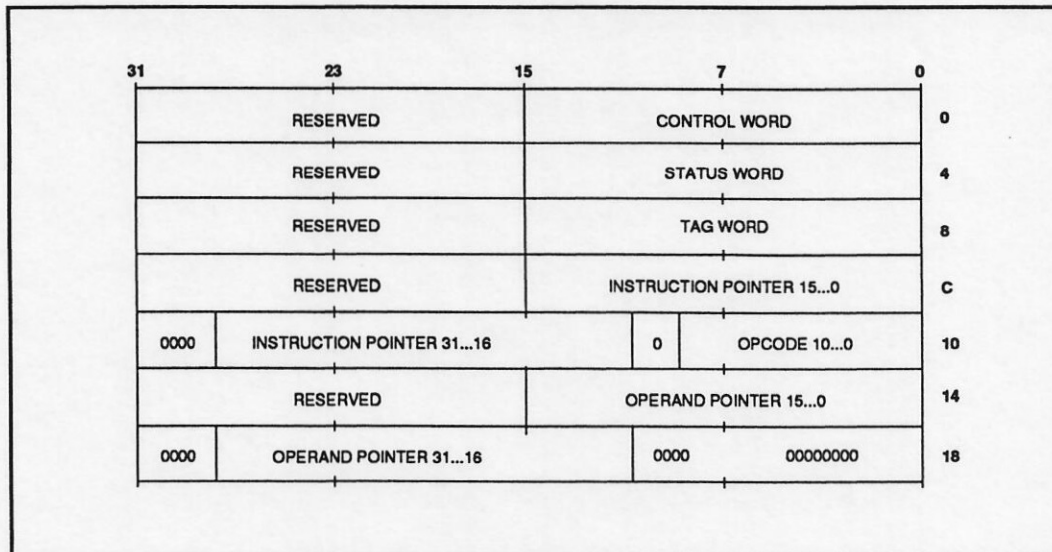 31 23 15 7 0
RESERVED CONTROL WORD 0
RESERVED STATUS WORD 4
RESERVED TAG WORD 8
RESERVED INSTRUCTION POINTER 15...0 C
0000 INSTRUCTION POINTER 31...16 0 OPCODE 10...0 10
RESERVED OPERAND POINTER 15...0 14
0000 OPERAND POINTER 31...16 0000 00000000 18